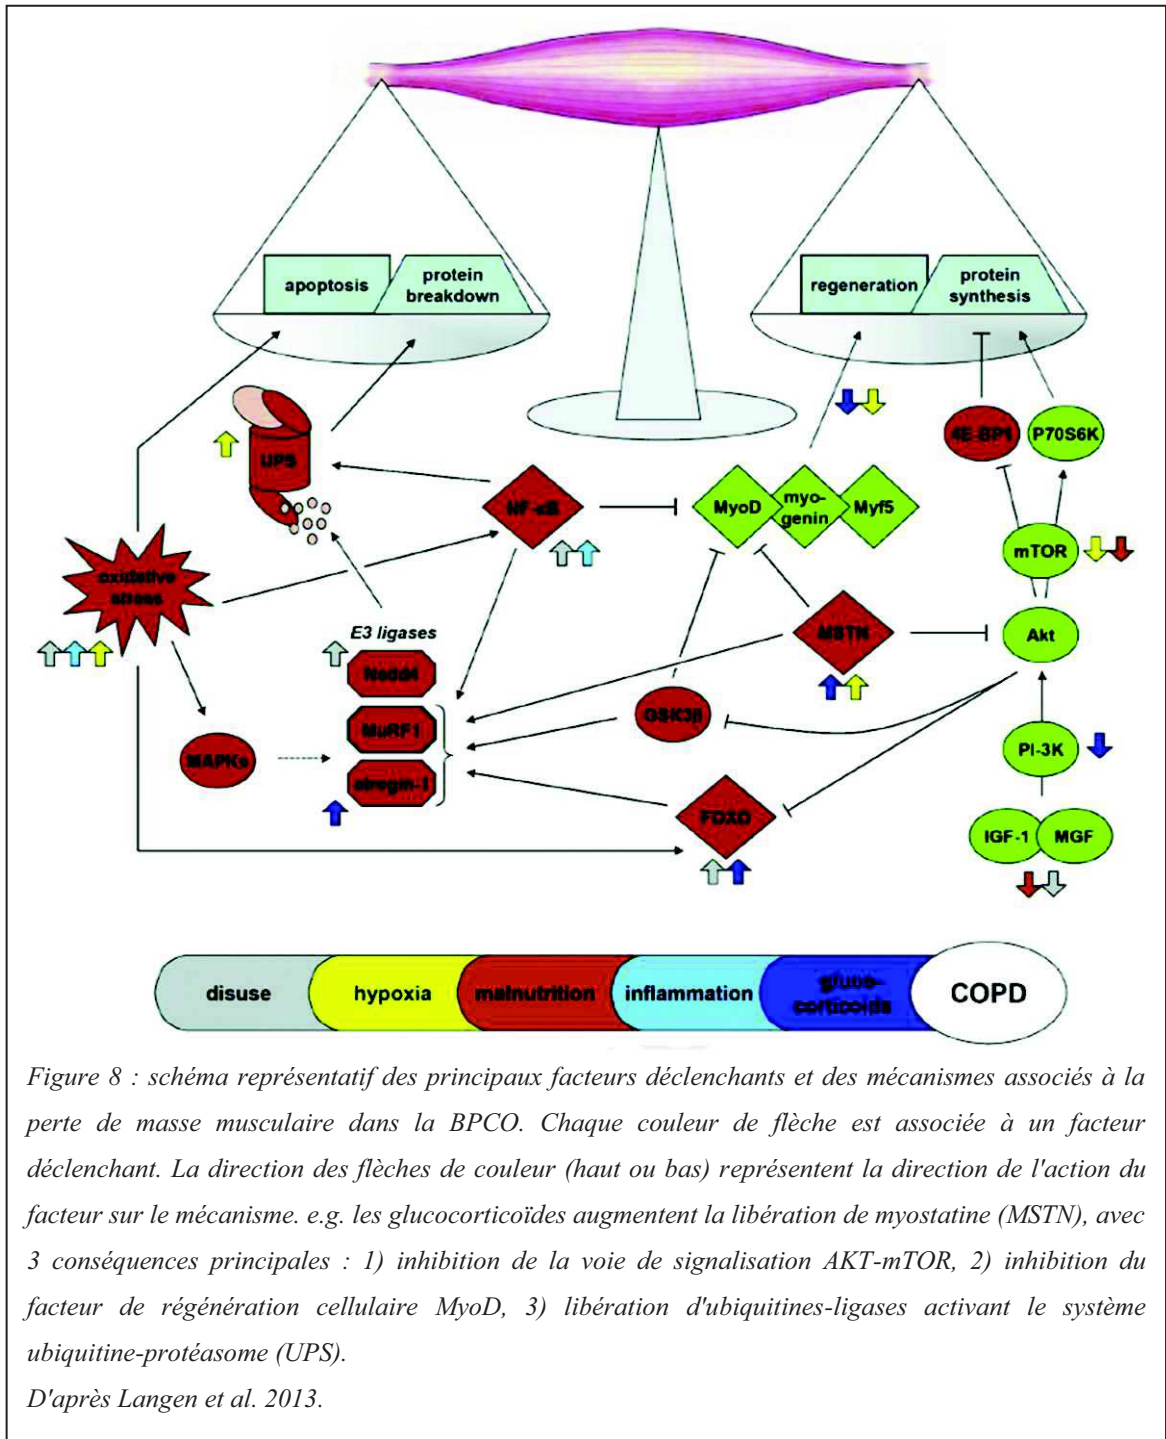 apoptosis
protein
breakdown
regeneration
protein
synthesis
UPS
4E-BP1
P70S6K
NF-κB
MyoD
myo-
genin
Myf5
mTOR
oxidative
stress
E3 ligases
Nedd4
MSTN
Akt
MuRF1
GSK3β
MAPKs
PI-3K
atrogin-1
FOXO
IGF-1
MGF
disuse
hypoxia
malnutrition
inflammation
gluco-
corticoids
COPD
Figure 8 : schéma représentatif des principaux facteurs déclenchants et des mécanismes associés à la
perte de masse musculaire dans la BPCO. Chaque couleur de flèche est associée à un facteur
déclenchant. La direction des flèches de couleur (haut ou bas) représentent la direction de l'action du
facteur sur le mécanisme. e.g. les glucocorticoïdes augmentent la libération de myostatine (MSTN), avec
3 conséquences principales : 1) inhibition de la voie de signalisation AKT-mTOR, 2) inhibition du
facteur de régénération cellulaire MyoD, 3) libération d'ubiquitines-ligases activant le système
ubiquitine-protéasome (UPS).
D'après Langen et al. 2013.